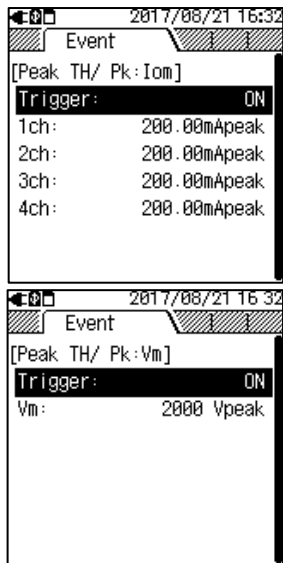 2017/08/21 16:32
Event
[Peak TH/ Pk:Iom]
Trigger: ON
1ch: 200.00mApeak
2ch: 200.00mApeak
3ch: 200.00mApeak
4ch: 200.00mApeak
2017/08/21 16 32
Event
[Peak TH/ Pk:Vm]
Trigger: ON
Vm: 2000 Vpeak